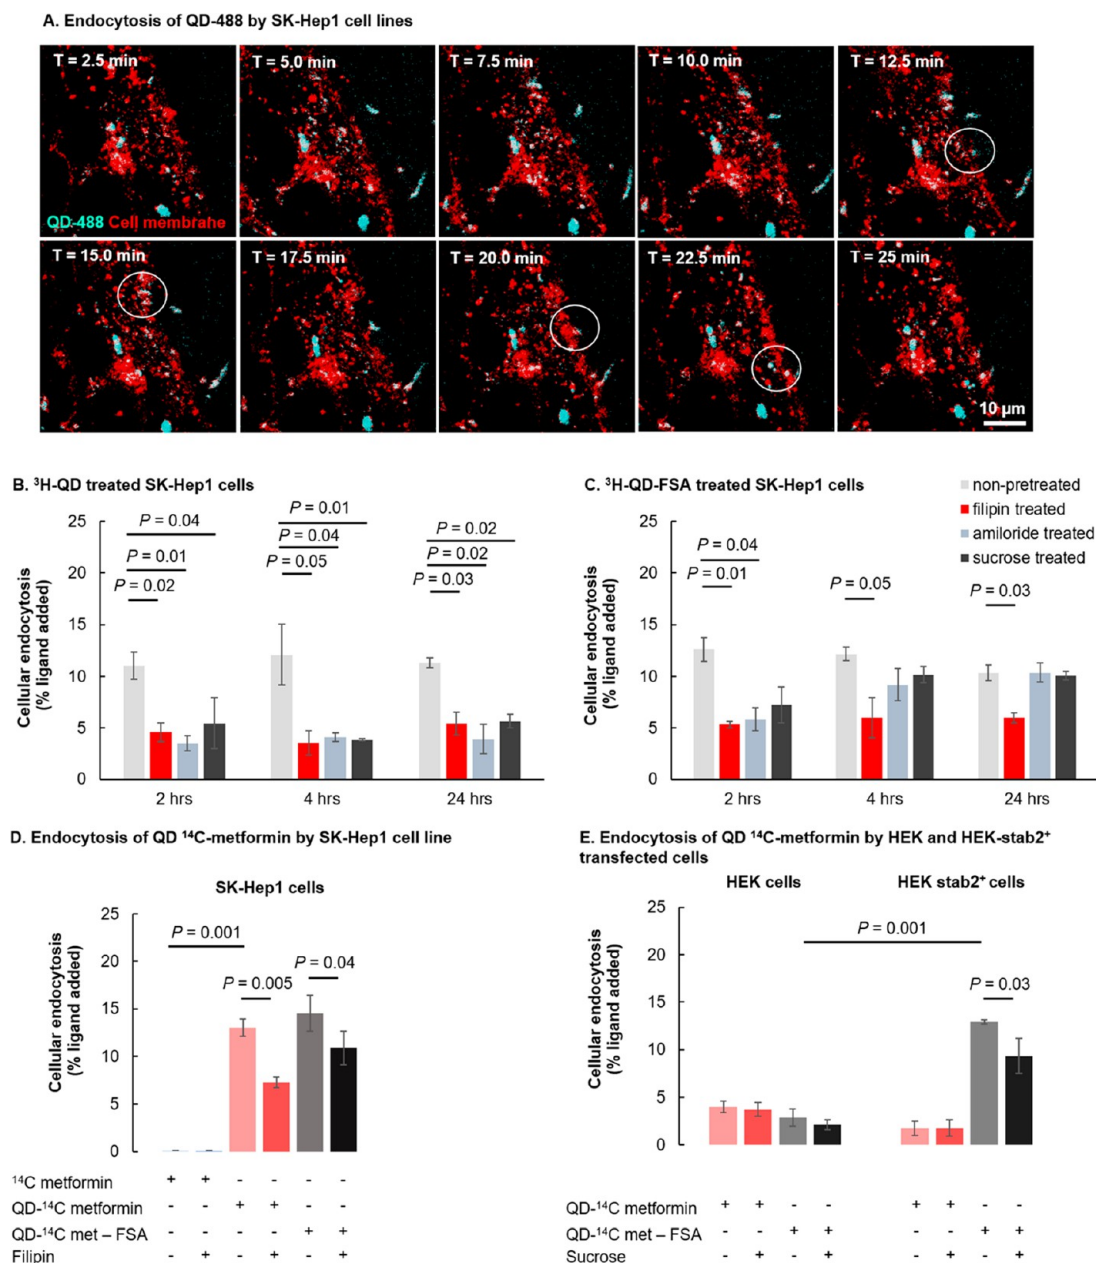 A. Endocytosis of QD-488 by SK-Hep1 cell lines
T = 2.5 min
T = 5.0 min
T = 7.5 min
T = 10.0 min
T = 12.5 min
QD-488 Cell membrane
T = 15.0 min
T = 17.5 min
T = 20.0 min
T = 22.5 min
T = 25 min
10 µm
B. ³H-QD treated SK-Hep1 cells
Cellular endocytosis
(% ligand added)
25
20
15
10
5
0
P = 0.04
P = 0.01
P = 0.02
P = 0.01
P = 0.04
P = 0.05
P = 0.02
P = 0.02
P = 0.03
2 hrs
4 hrs
24 hrs
C. ³H-QD-FSA treated SK-Hep1 cells
non-pretreated
filipin treated
amiloride treated
sucrose treated
Cellular endocytosis
(% ligand added)
25
20
15
10
5
0
P = 0.04
P = 0.01
P = 0.05
P = 0.03
2 hrs
4 hrs
24 hrs
D. Endocytosis of QD ¹⁴C-metformin by SK-Hep1 cell line
SK-Hep1 cells
Cellular endocytosis
(% ligand added)
25
20
15
10
5
0
P = 0.001
P = 0.005
P = 0.04
¹⁴C metformin + + - - - -
QD-¹⁴C metformin - - + + - -
QD-¹⁴C met – FSA - - - - + +
Filipin - + - + - +
E. Endocytosis of QD ¹⁴C-metformin by HEK and HEK-stab2⁺
transfected cells
HEK cells
HEK stab2⁺ cells
Cellular endocytosis
(% ligand added)
25
20
15
10
5
0
P = 0.001
P = 0.03
QD-¹⁴C metformin + + - - + + - -
QD-¹⁴C met – FSA - - + + - - + +
Sucrose - + - + - + - +